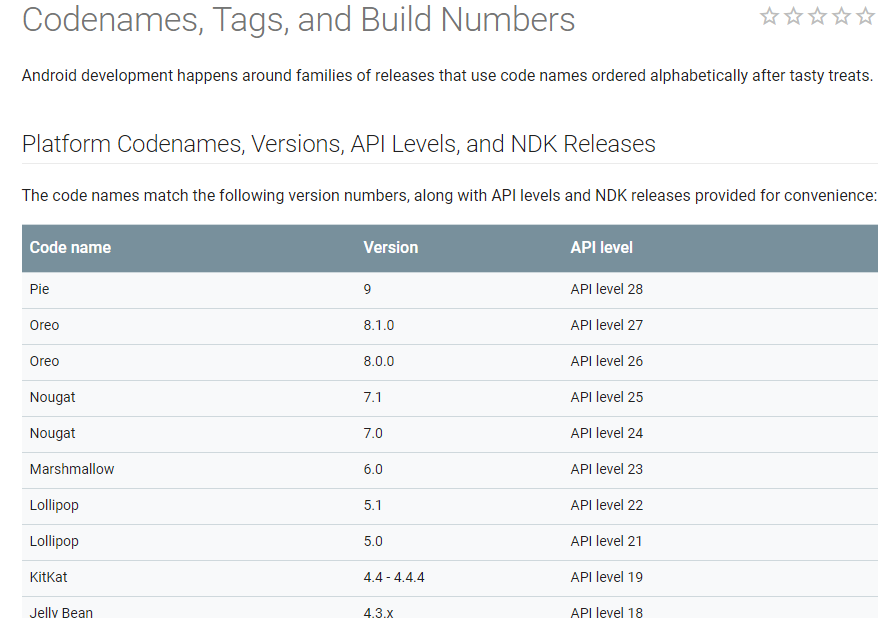 Codenames, Tags, and Build Numbers
Android development happens around families of releases that use code names ordered alphabetically after tasty treats.
Platform Codenames, Versions, API Levels, and NDK Releases
The code names match the following version numbers, along with API levels and NDK releases provided for convenience:
Code name Version API level
Pie 9 API level 28
Oreo 8.1.0 API level 27
Oreo 8.0.0 API level 26
Nougat 7.1 API level 25
Nougat 7.0 API level 24
Marshmallow 6.0 API level 23
Lollipop 5.1 API level 22
Lollipop 5.0 API level 21
KitKat 4.4 - 4.4.4 API level 19
Jelly Bean 4.3.x API level 18